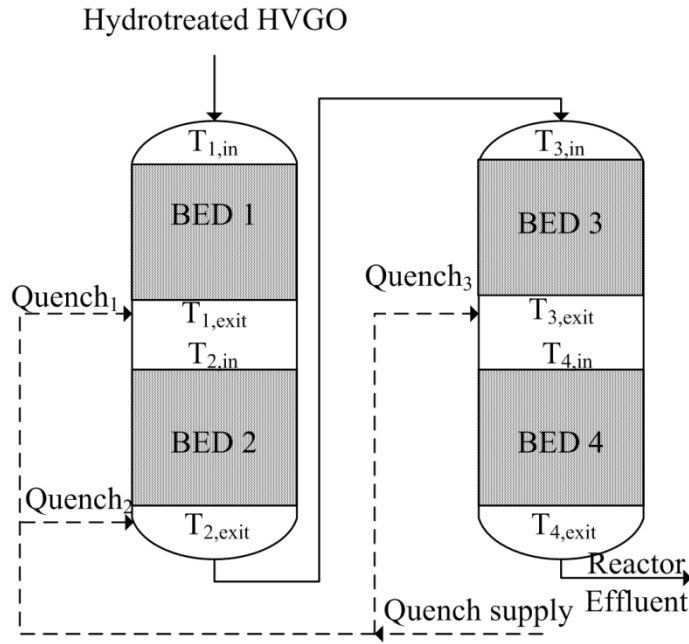 Hydrotreated HVGO
T1,in
BED 1
Quench1
T1,exit
T2,in
BED 2
Quench2
T2,exit
T3,in
BED 3
Quench3
T3,exit
T4,in
BED 4
T4,exit
Reactor
Effluent
Quench supply